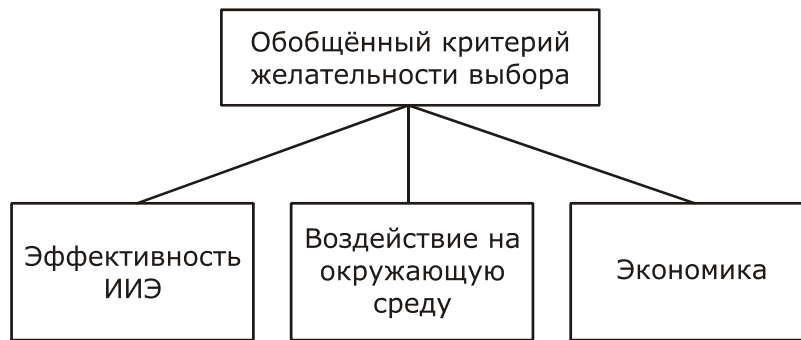 Обобщённый критерий
желательности выбора
Эффективность
ИИЭ
Воздействие на
окружающую
среду
Экономика